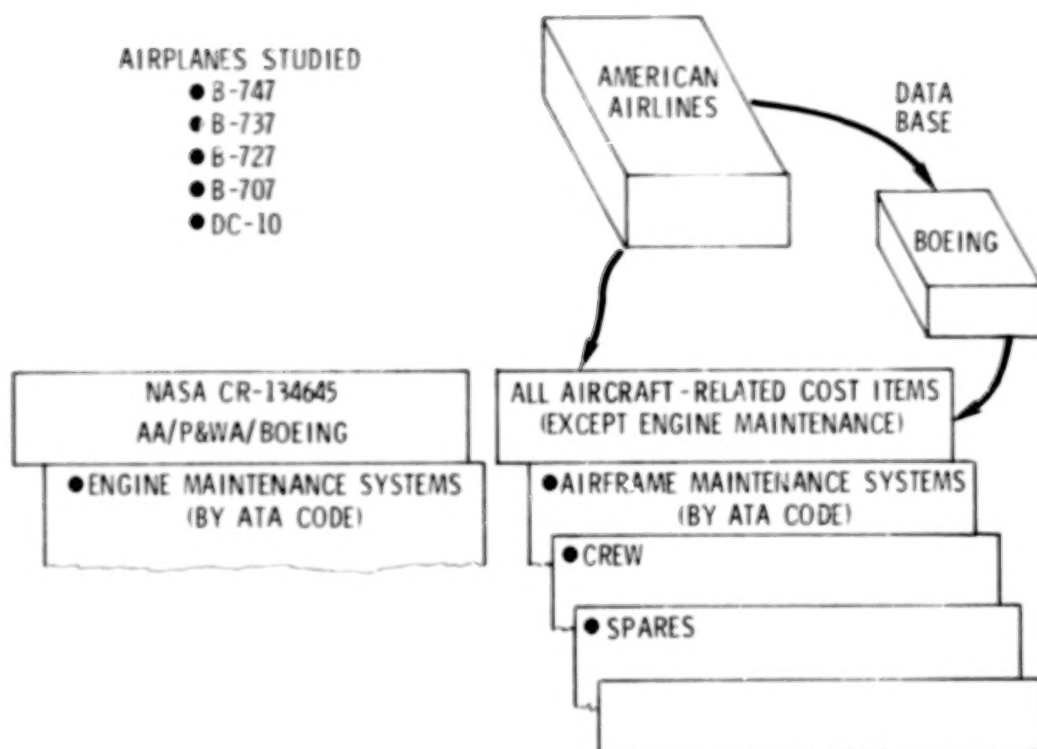 AIRPLANES STUDIED
● B-747
● B-737
● B-727
● B-707
● DC-10
AMERICAN
AIRLINES
DATA
BASE
BOEING
NASA CR-134645
AA/P&WA/BOEING
● ENGINE MAINTENANCE SYSTEMS
(BY ATA CODE)
ALL AIRCRAFT-RELATED COST ITEMS
(EXCEPT ENGINE MAINTENANCE)
● AIRFRAME MAINTENANCE SYSTEMS
(BY ATA CODE)
● CREW
● SPARES